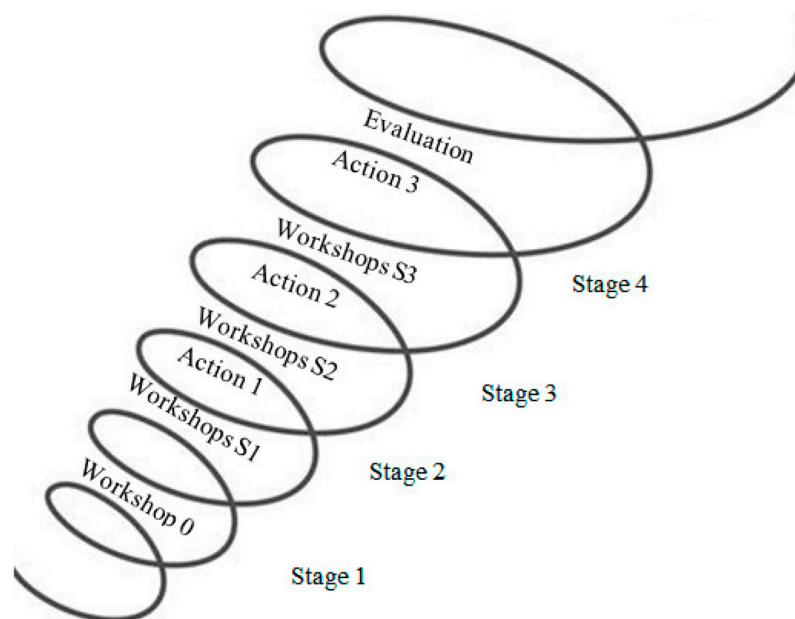 Evaluation
Action 3
Workshops S3
Stage 4
Action 2
Workshops S2
Stage 3
Action 1
Workshops S1
Stage 2
Workshop 0
Stage 1